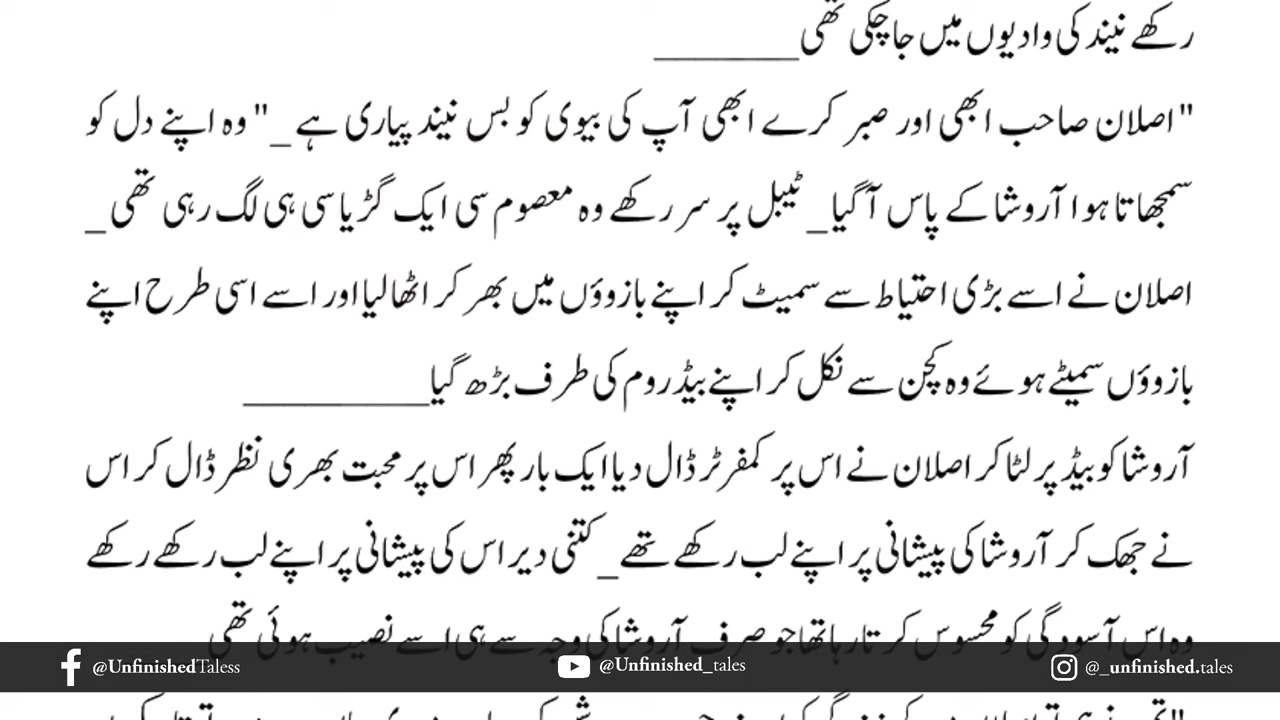 رکھے نیند کی وادیوں میں جا چکی تھی________
"اصلان صاحب ابھی اور صبر کرے ابھی آپ کی بیوی کو بس نیند پیاری ہے_" وہ اپنے دل کو
سمجھاتا ہوا آروشا کے پاس آگیا_ ٹیبل پر سر رکھے وہ معصوم سی ایک گڑیا سی ہی لگ رہی تھی_
اصلان نے اسے بڑی احتیاط سے سمیٹ کر اپنے بازوؤں میں بھر کر اٹھالیا اور اسے اسی طرح اپنے
بازوؤں سمیٹے ہوئے وہ کچن سے نکل کر اپنے بیڈ روم کی طرف بڑھ گیا__________
آروشا کو بیڈ پر لٹا کر اصلان نے اس پر کمفرٹر ڈال دیا ایک بار پھر اس پر محبت بھری نظر ڈال کر اس
نے جھک کر آروشا کی پیشانی پر اپنے لب رکھے تھے_ کتنی دیر اس کی پیشانی پر اپنے لب رکھے رکھے
وہ اس آسودگی کو محسوس کرتا رہا تھا جو صرف آروشا کی وجہ سے ہی اسے نصیب ہوئی تھی
@UnfinishedTaless
@Unfinished_tales
@_unfinished.tales